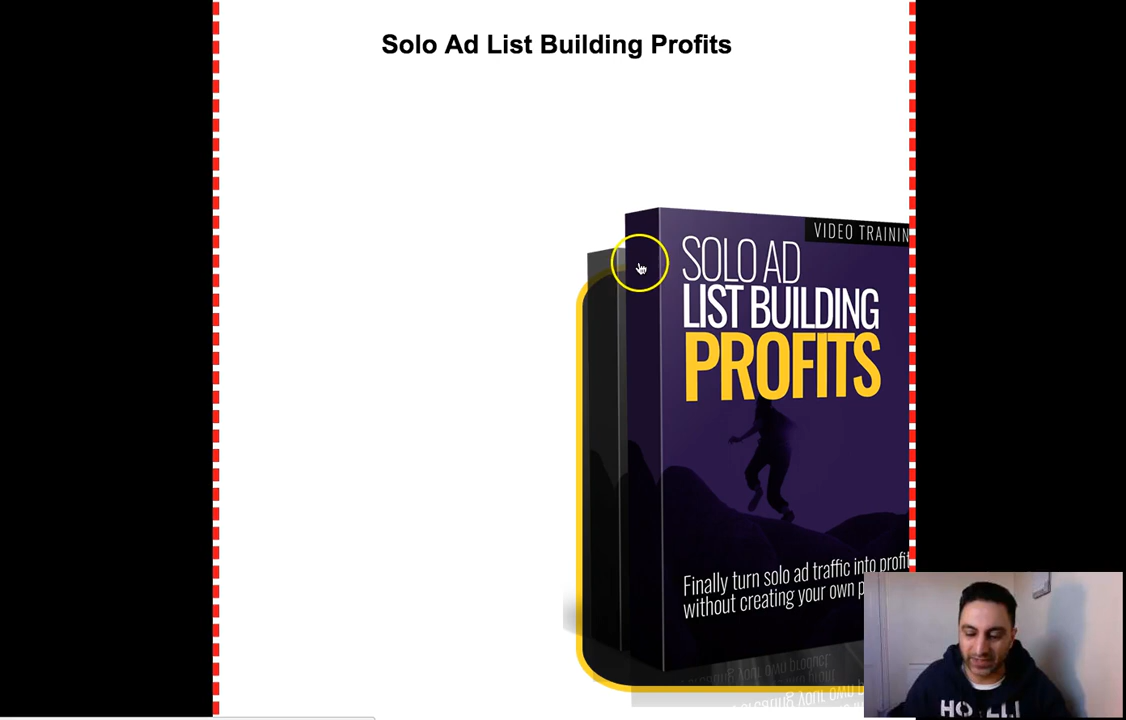 Solo Ad List Building Profits
VIDEO TRAININ
SOLO AD
LIST BUILDING
PROFITS
Finally turn solo ad traffic into profit
without creating your own p